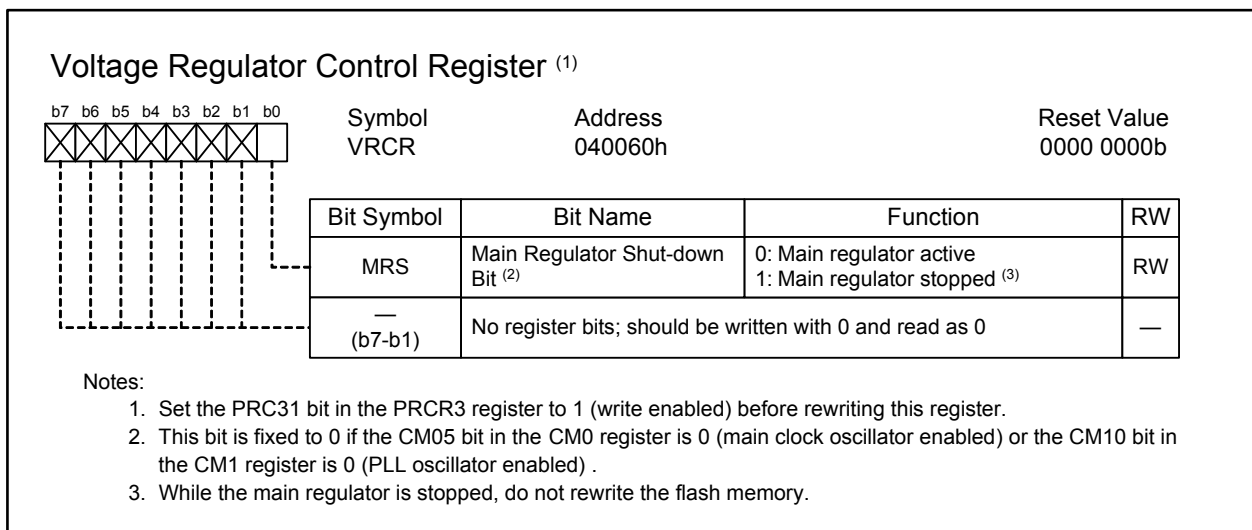 Voltage Regulator Control Register (1)
b7 b6 b5 b4 b3 b2 b1 b0
Symbol Address Reset Value
VRCR 040060h 0000 0000b
Bit Symbol Bit Name Function RW
MRS Main Regulator Shut-down Bit (2) 0: Main regulator active
1: Main regulator stopped (3) RW
— (b7-b1) No register bits; should be written with 0 and read as 0 —
Notes:
1. Set the PRC31 bit in the PRCR3 register to 1 (write enabled) before rewriting this register.
2. This bit is fixed to 0 if the CM05 bit in the CM0 register is 0 (main clock oscillator enabled) or the CM10 bit in
the CM1 register is 0 (PLL oscillator enabled) .
3. While the main regulator is stopped, do not rewrite the flash memory.